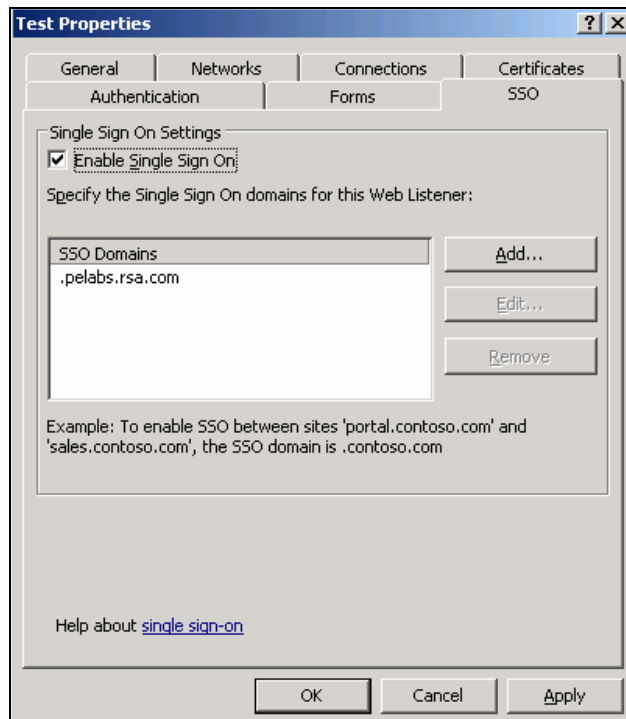 Test Properties
General Networks Connections Certificates
Authentication Forms SSO
Single Sign On Settings
Enable Single Sign On
Specify the Single Sign On domains for this Web Listener:
SSO Domains
.pelabs.rsa.com
Add...
Edit...
Remove
Example: To enable SSO between sites 'portal.contoso.com' and
'sales.contoso.com', the SSO domain is .contoso.com
Help about single sign-on
OK Cancel Apply